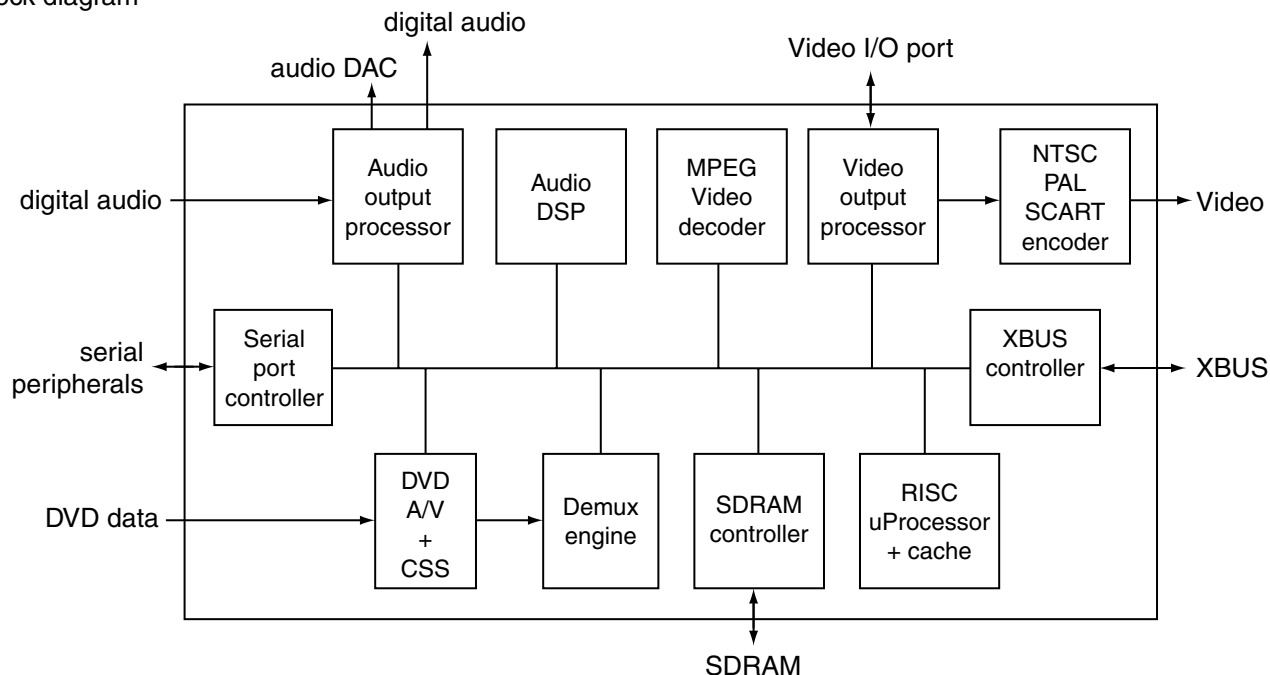 digital audio
audio DAC
Video I/O port
Audio
output
processor
Audio
DSP
MPEG
Video
decoder
Video
output
processor
NTSC
PAL
SCART
encoder
digital audio
Video
Serial
port
controller
XBUS
controller
serial
peripherals
XBUS
DVD
A/V
+
CSS
Demux
engine
SDRAM
controller
RISC
uProcessor
+ cache
DVD data
SDRAM